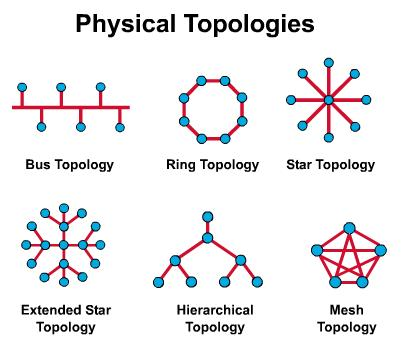 Physical Topologies
Bus Topology
Ring Topology
Star Topology
Extended Star
Topology
Hierarchical
Topology
Mesh
Topology